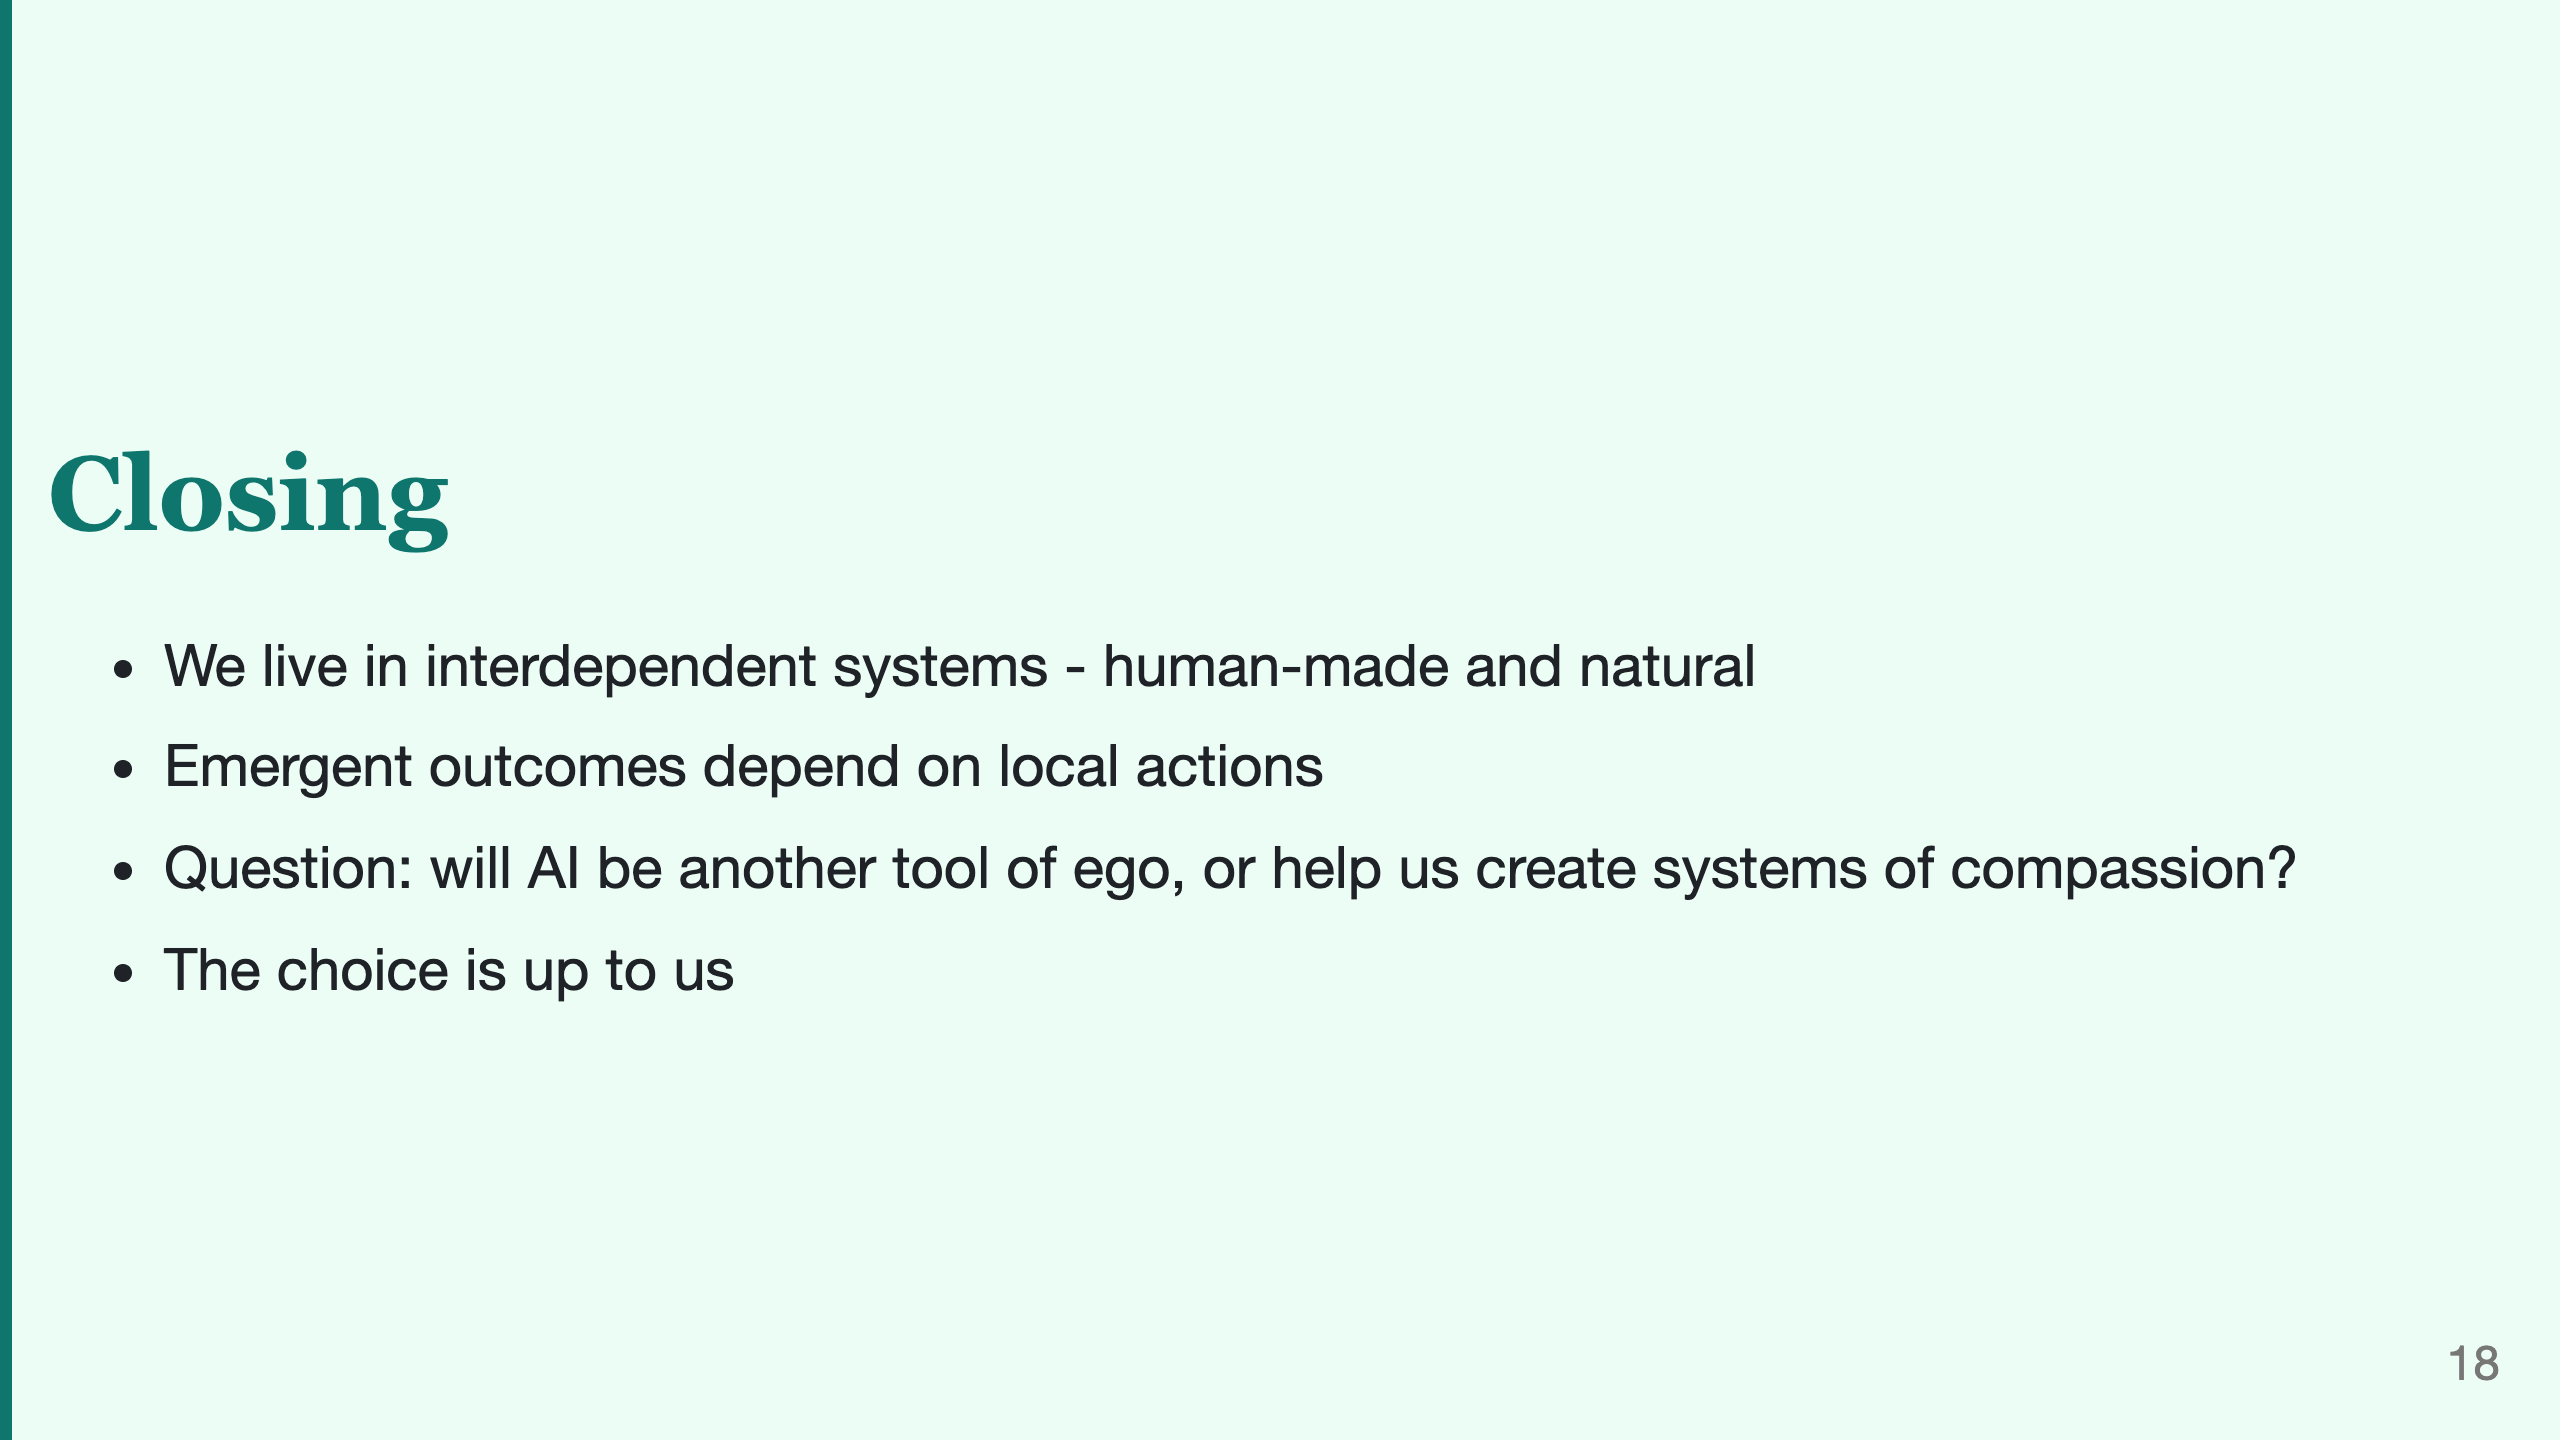 Closing
• We live in interdependent systems - human-made and natural
• Emergent outcomes depend on local actions
• Question: will AI be another tool of ego, or help us create systems of compassion?
• The choice is up to us
18